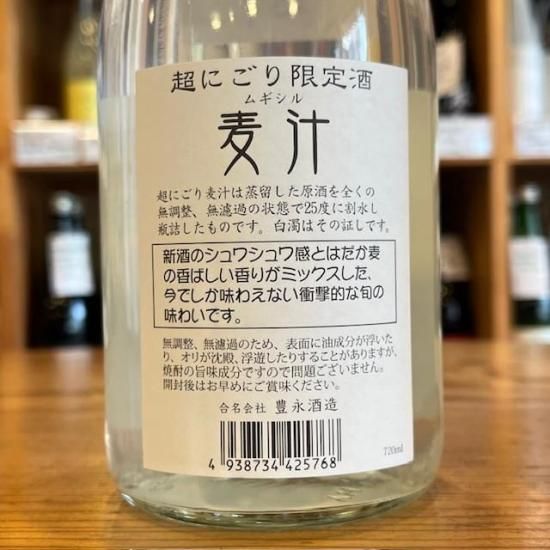 超にごり限定酒
ムギシル
麦汁
超にごり麦汁は蒸留した原酒を全くの
無調整、無濾過の状態で25度に割水し
瓶詰したものです。白濁はその証しです。
新酒のシュワシュワ感とはだか麦
の香ばしい香りがミックスした、
今でしか味わえない衝撃的な旬の
味わいです。
無調整、無濾過のため、表面に油成分が浮いた
り、オリが沈殿、浮遊したりすることがありますが、
焼酎の旨味成分ですので問題ございません。
開封後はお早めにご賞味ください。
合名会社 豊永酒造
4 938734 425768
720ml